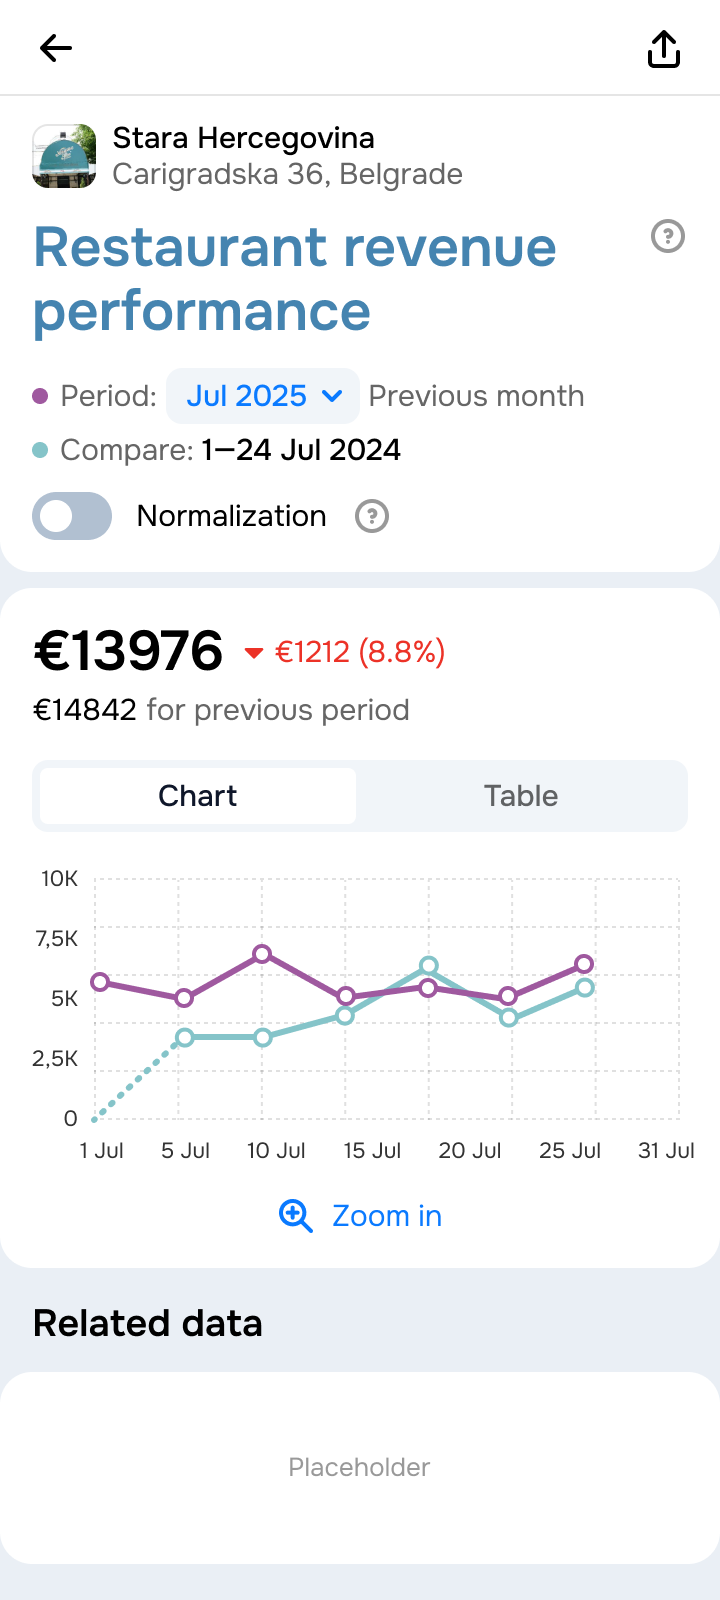 Stara Hercegovina
Carigradska 36, Belgrade
Restaurant revenue
performance
Period: Jul 2025 Previous month
Compare: 1—24 Jul 2024
Normalization
€13976 €1212 (8.8%)
€14842 for previous period
Chart Table
10K
7,5K
5K
2,5K
0
1 Jul 5 Jul 10 Jul 15 Jul 20 Jul 25 Jul 31 Jul
Zoom in
Related data
Placeholder